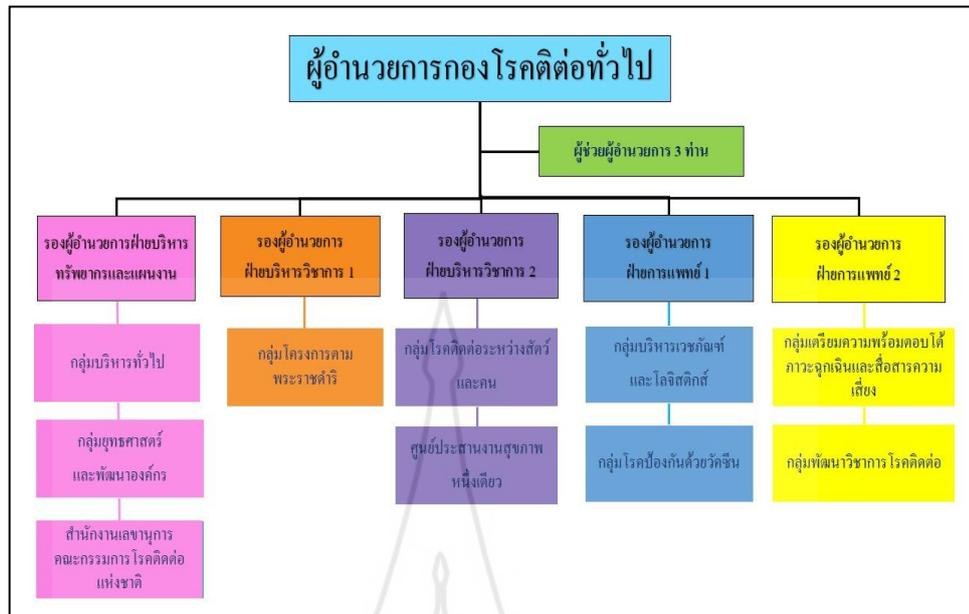 ผู้อำนวยการกองโรคติต่อทั่วไป
ผู้ช่วยผู้อำนวยการ 3 ท่าน
รองผู้อำนวยการฝ่ายบริหาร
ทรัพยากรและแผนงาน
รองผู้อำนวยการ
ฝ่ายบริหารวิชาการ 1
รองผู้อำนวยการ
ฝ่ายบริหารวิชาการ 2
รองผู้อำนวยการ
ฝ่ายการแพทย์ 1
รองผู้อำนวยการ
ฝ่ายการแพทย์ 2
กลุ่มบริหารทั่วไป
กลุ่มโครงการตาม
พระราชดำริ
กลุ่มโรคติดต่อระหว่างสัตว์
และคน
กลุ่มบริหารเวชภัณฑ์
และโลจิสติกส์
กลุ่มเตรียมความพร้อมตอบโต้
ภาวะฉุกเฉินและสื่อสารความ
เสี่ยง
กลุ่มยุทธศาสตร์
และพัฒนาองค์กร
ศูนย์ประสานงานสุขภาพ
หนึ่งเดียว
กลุ่มโรคป้องกันด้วยวัคซีน
กลุ่มพัฒนาวิชาการโรคติดต่อ
สำนักงานเลขานุการ
คณะกรรมการโรคติดต่อ
แห่งชาติ